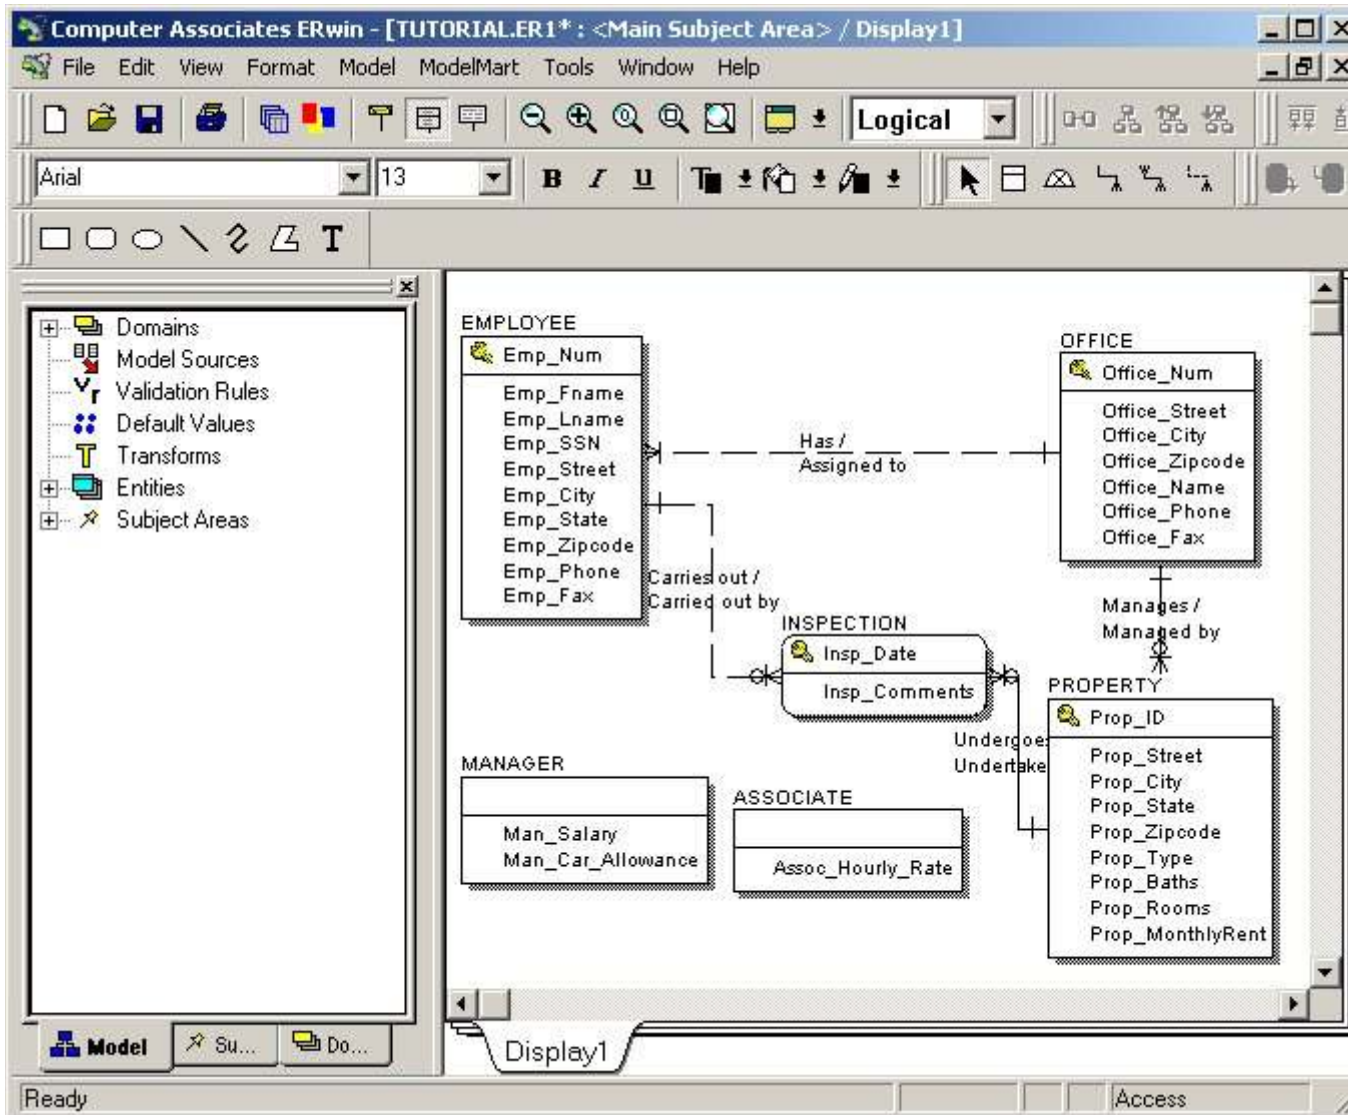 Computer Associates ERwin - [TUTORIAL.ER1* : <Main Subject Area> / Display1]
File Edit View Format Model ModelMart Tools Window Help
Logical
Arial 13 B I U
T
Domains
Model Sources
Validation Rules
Default Values
Transforms
Entities
Subject Areas
Model Su... Do...
EMPLOYEE
Emp_Num
Emp_Fname
Emp_Lname
Emp_SSN
Emp_Street
Emp_City
Emp_State
Emp_Zipcode
Emp_Phone
Emp_Fax
Has /
Assigned to
OFFICE
Office_Num
Office_Street
Office_City
Office_Zipcode
Office_Name
Office_Phone
Office_Fax
Carries out /
Carried out by
Manages /
Managed by
INSPECTION
Insp_Date
Insp_Comments
Undergoes
Undertake
PROPERTY
Prop_ID
Prop_Street
Prop_City
Prop_State
Prop_Zipcode
Prop_Type
Prop_Baths
Prop_Rooms
Prop_MonthlyRent
MANAGER
Man_Salary
Man_Car_Allowance
ASSOCIATE
Assoc_Hourly_Rate
Display1
Ready
Access